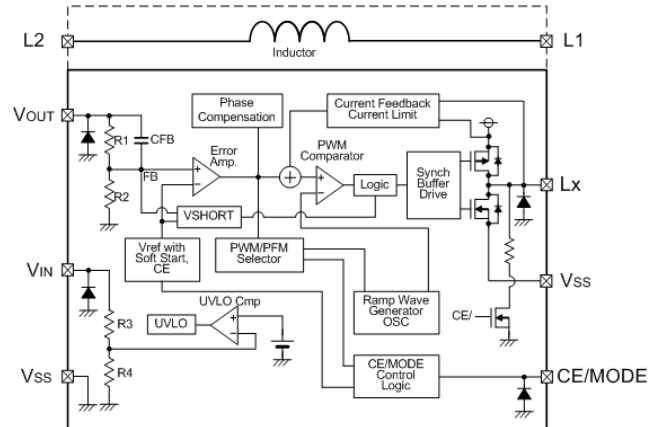 L2
Inductor
L1
VOUT
R1
CFB
FB
R2
Phase
Compensation
Error
Amp.
Current Feedback
Current Limit
PWM
Comparator
Logic
Synch
Buffer
Drive
Lx
VSHORT
Vref with
Soft Start,
CE
PWM/PFM
Selector
VIN
R3
R4
UVLO
UVLO Cmp
Ramp Wave
Generator
OSC
CE/
VSS
VSS
CE/MODE
Control
Logic
CE/MODE